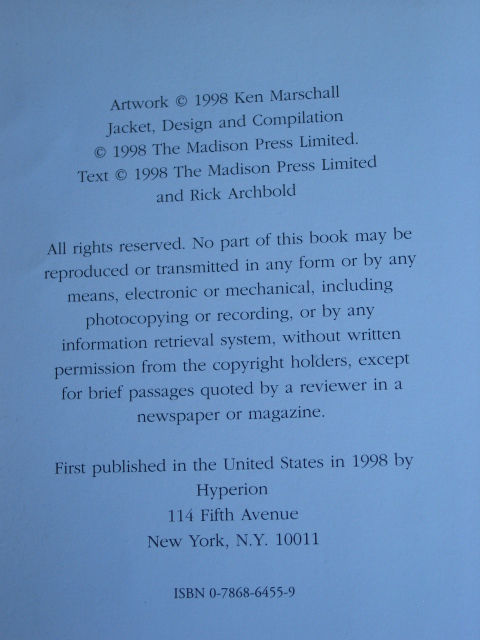 Artwork © 1998 Ken Marschall
Jacket, Design and Compilation
© 1998 The Madison Press Limited.
Text © 1998 The Madison Press Limited
and Rick Archbold
All rights reserved. No part of this book may be
reproduced or transmitted in any form or by any
means, electronic or mechanical, including
photocopying or recording, or by any
information retrieval system, without written
permission from the copyright holders, except
for brief passages quoted by a reviewer in a
newspaper or magazine.
First published in the United States in 1998 by
Hyperion
114 Fifth Avenue
New York, N.Y. 10011
ISBN 0-7868-6455-9